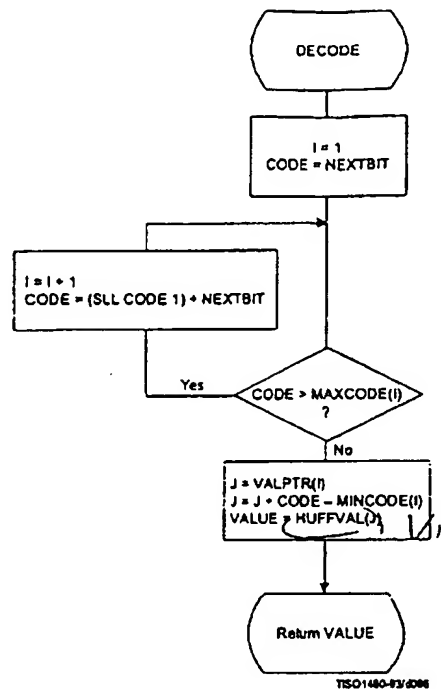 DECODE
I = 1
CODE = NEXTBIT
I = I + 1
CODE = (SLL CODE 1) + NEXTBIT
Yes
CODE > MAXCODE(I)
?
No
J = VALPTR(I)
J = J + CODE – MINCODE(I)
VALUE = HUFFVAL(J)
Return VALUE
TISO1480-93/d086